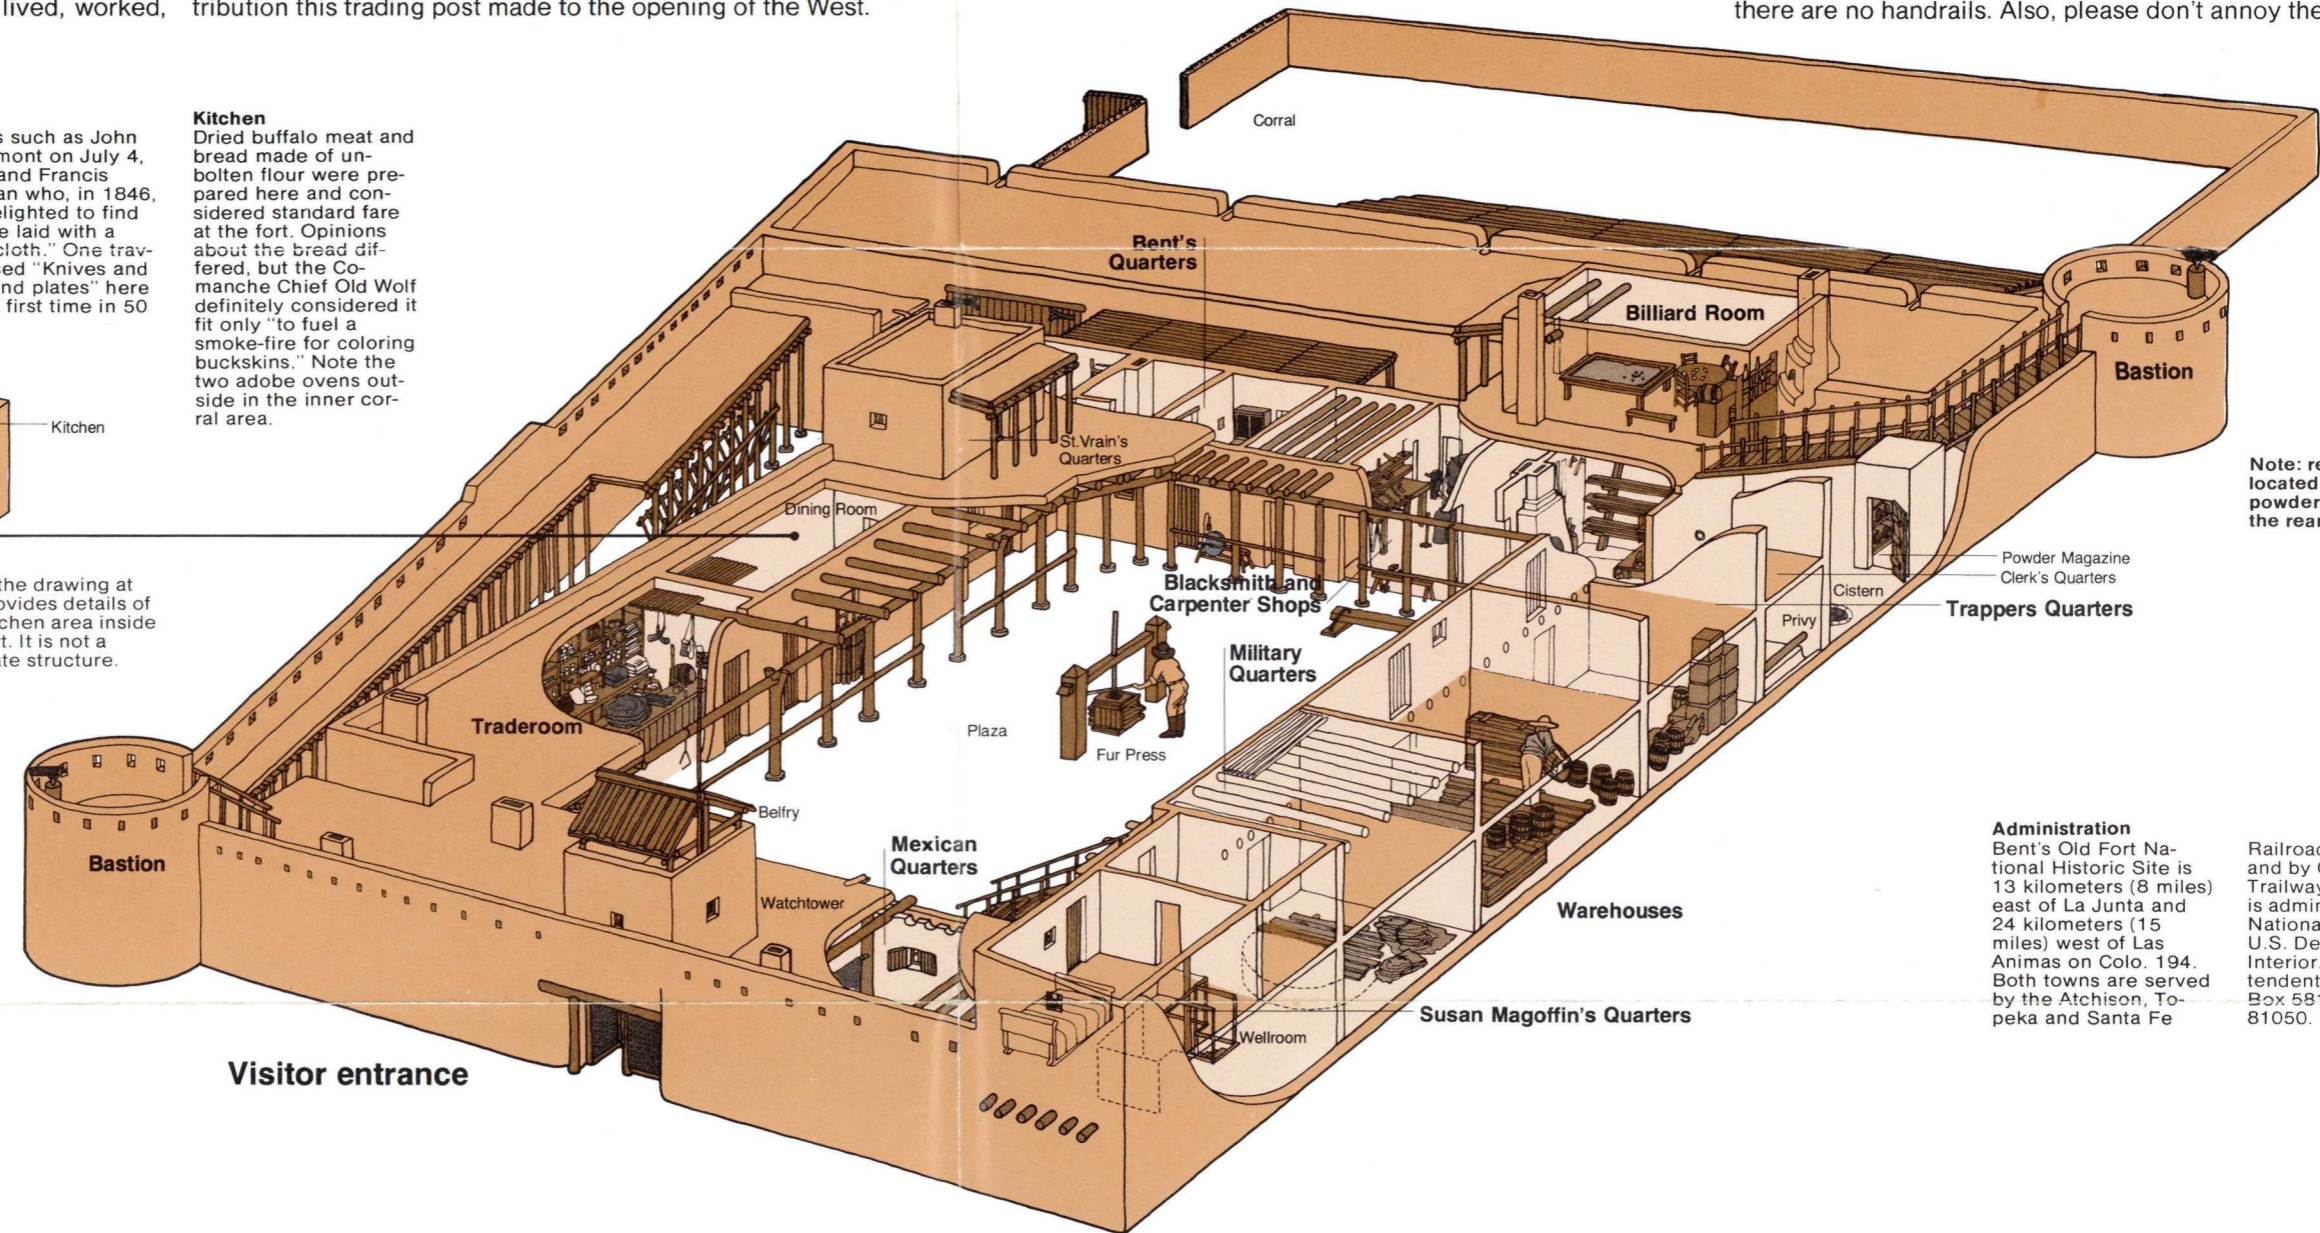 lived, worked,
tribution this trading post made to the opening of the West.
there are no handrails. Also, please don't annoy the
s such as John
mont on July 4,
and Francis
an who, in 1846,
elighted to find
e laid with a
cloth." One trav-
ed "Knives and
nd plates" here
first time in 50
Kitchen
Dried buffalo meat and
bread made of un-
bolten flour were pre-
pared here and con-
sidered standard fare
at the fort. Opinions
about the bread dif-
fered, but the Co-
manche Chief Old Wolf
definitely considered it
fit only "to fuel a
smoke-fire for coloring
buckskins." Note the
two adobe ovens out-
side in the inner cor-
ral area.
Kitchen
the drawing at
ovides details of
chen area inside
t. It is not a
te structure.
Corral
Bent's
Quarters
Billiard Room
Bastion
St.Vrain's
Quarters
Dining Room
Note: re
located
powder
the rear
Powder Magazine
Clerk's Quarters
Cistern
Trappers Quarters
Privy
Blacksmith and
Carpenter Shops
Military
Quarters
Traderoom
Plaza
Fur Press
Belfry
Bastion
Mexican
Quarters
Watchtower
Warehouses
Susan Magoffin's Quarters
Wellroom
Visitor entrance
Administration
Bent's Old Fort Na-
tional Historic Site is
13 kilometers (8 miles)
east of La Junta and
24 kilometers (15
miles) west of Las
Animas on Colo. 194.
Both towns are served
by the Atchison, To-
peka and Santa Fe
Railroad
and by C
Trailway
is admin
Nationa
U.S. De
Interior.
tendent
Box 581
81050.